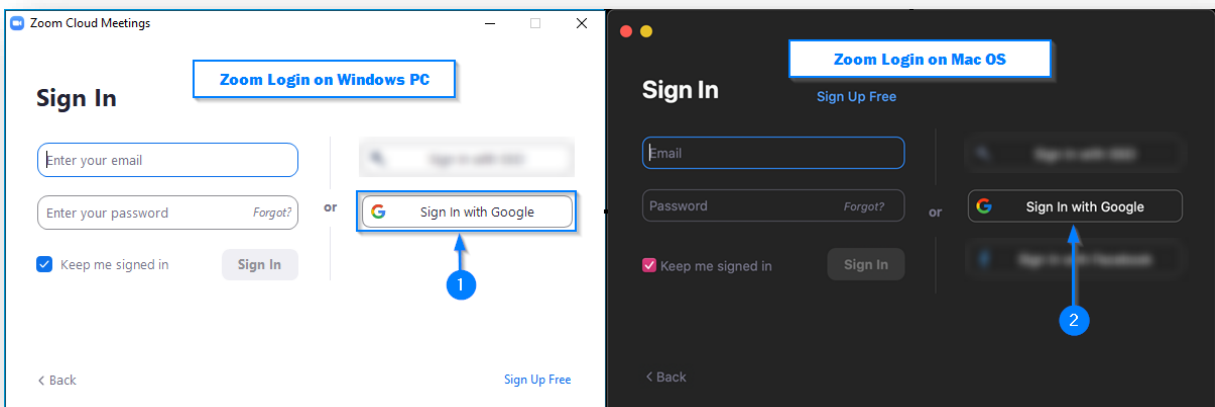 Zoom Cloud Meetings
Zoom Login on Windows PC
Sign In
Enter your email
Enter your password
Forgot?
or
Sign In with Google
Keep me signed in
Sign In
1
< Back
Sign Up Free
Zoom Login on Mac OS
Sign In
Sign Up Free
Email
Password
Forgot?
or
Sign In with Google
Keep me signed in
Sign In
2
< Back